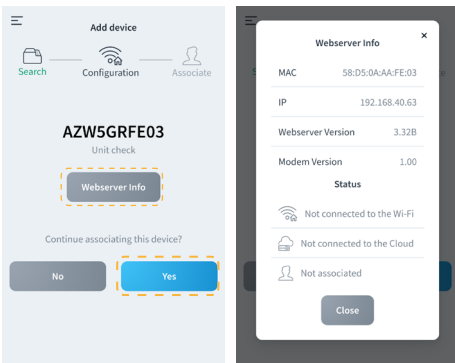 Add device
Search
Configuration
Associate
AZW5GRFE03
Unit check
Webserver Info
Continue associating this device?
No
Yes
×
Webserver Info
MAC 58:D5:0A:AA:FE:03
IP 192.168.40.63
Webserver Version 3.32B
Modem Version 1.00
Status
Not connected to the Wi-Fi
Not connected to the Cloud
Not associated
Close